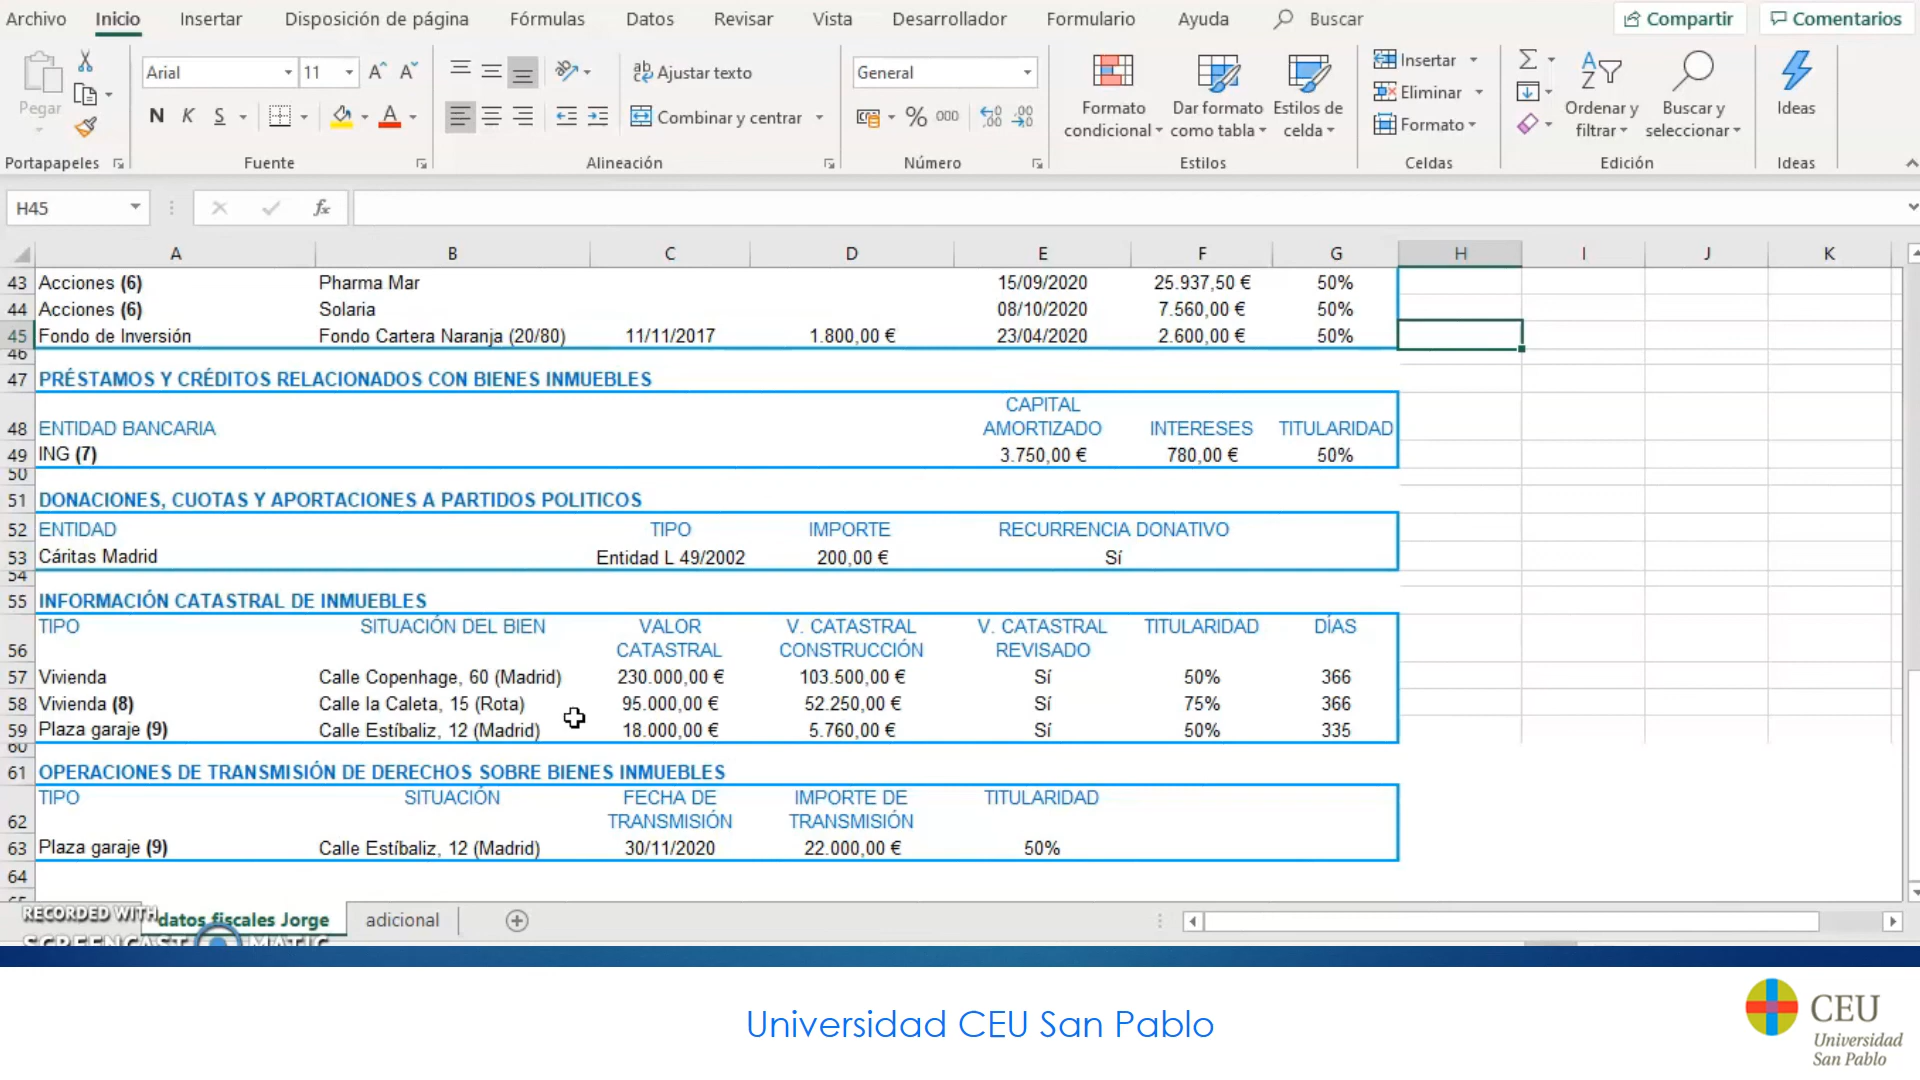 Archivo Inicio Insertar Disposición de página Fórmulas Datos Revisar Vista Desarrollador Formulario Ayuda Buscar Compartir Comentarios
Pegar Arial 11 Ajustar texto General Formato condicional Dar formato como tabla Estilos de celda Insertar Eliminar Formato Ordenar y filtrar Buscar y seleccionar Ideas
N K S Combinar y centrar % 000
Portapapeles Fuente Alineación Número Estilos Celdas Edición Ideas
H45 fx
A B C D E F G H I J K
43 Acciones (6) Pharma Mar 15/09/2020 25.937,50 € 50%
44 Acciones (6) Solaria 08/10/2020 7.560,00 € 50%
45 Fondo de Inversión Fondo Cartera Naranja (20/80) 11/11/2017 1.800,00 € 23/04/2020 2.600,00 € 50%
46
47 PRÉSTAMOS Y CRÉDITOS RELACIONADOS CON BIENES INMUEBLES
48 ENTIDAD BANCARIA CAPITAL AMORTIZADO INTERESES TITULARIDAD
49 ING (7) 3.750,00 € 780,00 € 50%
50
51 DONACIONES, CUOTAS Y APORTACIONES A PARTIDOS POLITICOS
52 ENTIDAD TIPO IMPORTE RECURRENCIA DONATIVO
53 Cáritas Madrid Entidad L 49/2002 200,00 € Sí
54
55 INFORMACIÓN CATASTRAL DE INMUEBLES
56 TIPO SITUACIÓN DEL BIEN VALOR CATASTRAL V. CATASTRAL CONSTRUCCIÓN V. CATASTRAL REVISADO TITULARIDAD DÍAS
57 Vivienda Calle Copenhage, 60 (Madrid) 230.000,00 € 103.500,00 € Sí 50% 366
58 Vivienda (8) Calle la Caleta, 15 (Rota) 95.000,00 € 52.250,00 € Sí 75% 366
59 Plaza garaje (9) Calle Estíbaliz, 12 (Madrid) 18.000,00 € 5.760,00 € Sí 50% 335
60
61 OPERACIONES DE TRANSMISIÓN DE DERECHOS SOBRE BIENES INMUEBLES
62 TIPO SITUACIÓN FECHA DE TRANSMISIÓN IMPORTE DE TRANSMISIÓN TITULARIDAD
63 Plaza garaje (9) Calle Estíbaliz, 12 (Madrid) 30/11/2020 22.000,00 € 50%
64
RECORDED WITH datos fiscales Jorge adicional
SCREENCAST MATIC
Universidad CEU San Pablo
CEU
Universidad
San Pablo